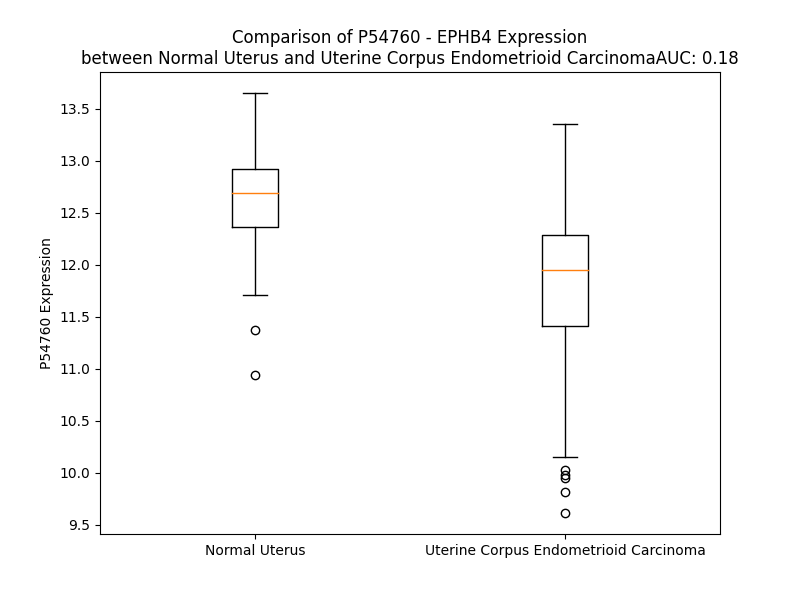 Comparison of P54760 - EPHB4 Expression
between Normal Uterus and Uterine Corpus Endometrioid CarcinomaAUC: 0.18
P54760 Expression
13.5
13.0
12.5
12.0
11.5
11.0
10.5
10.0
9.5
Normal Uterus
Uterine Corpus Endometrioid Carcinoma